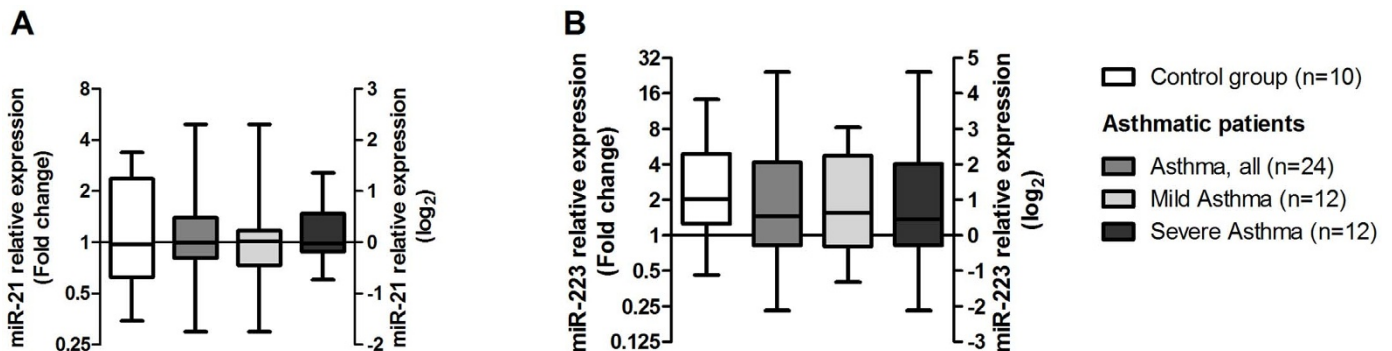 A
miR-21 relative expression
(Fold change)
8
4
2
1
0.5
0.25
3
2
1
0
-1
-2
miR-21 relative expression
(log2)
B
miR-223 relative expression
(Fold change)
32
16
8
4
2
1
0.5
0.25
0.125
5
4
3
2
1
0
-1
-2
-3
miR-223 relative expression
(log2)
Control group (n=10)
Asthmatic patients
Asthma, all (n=24)
Mild Asthma (n=12)
Severe Asthma (n=12)